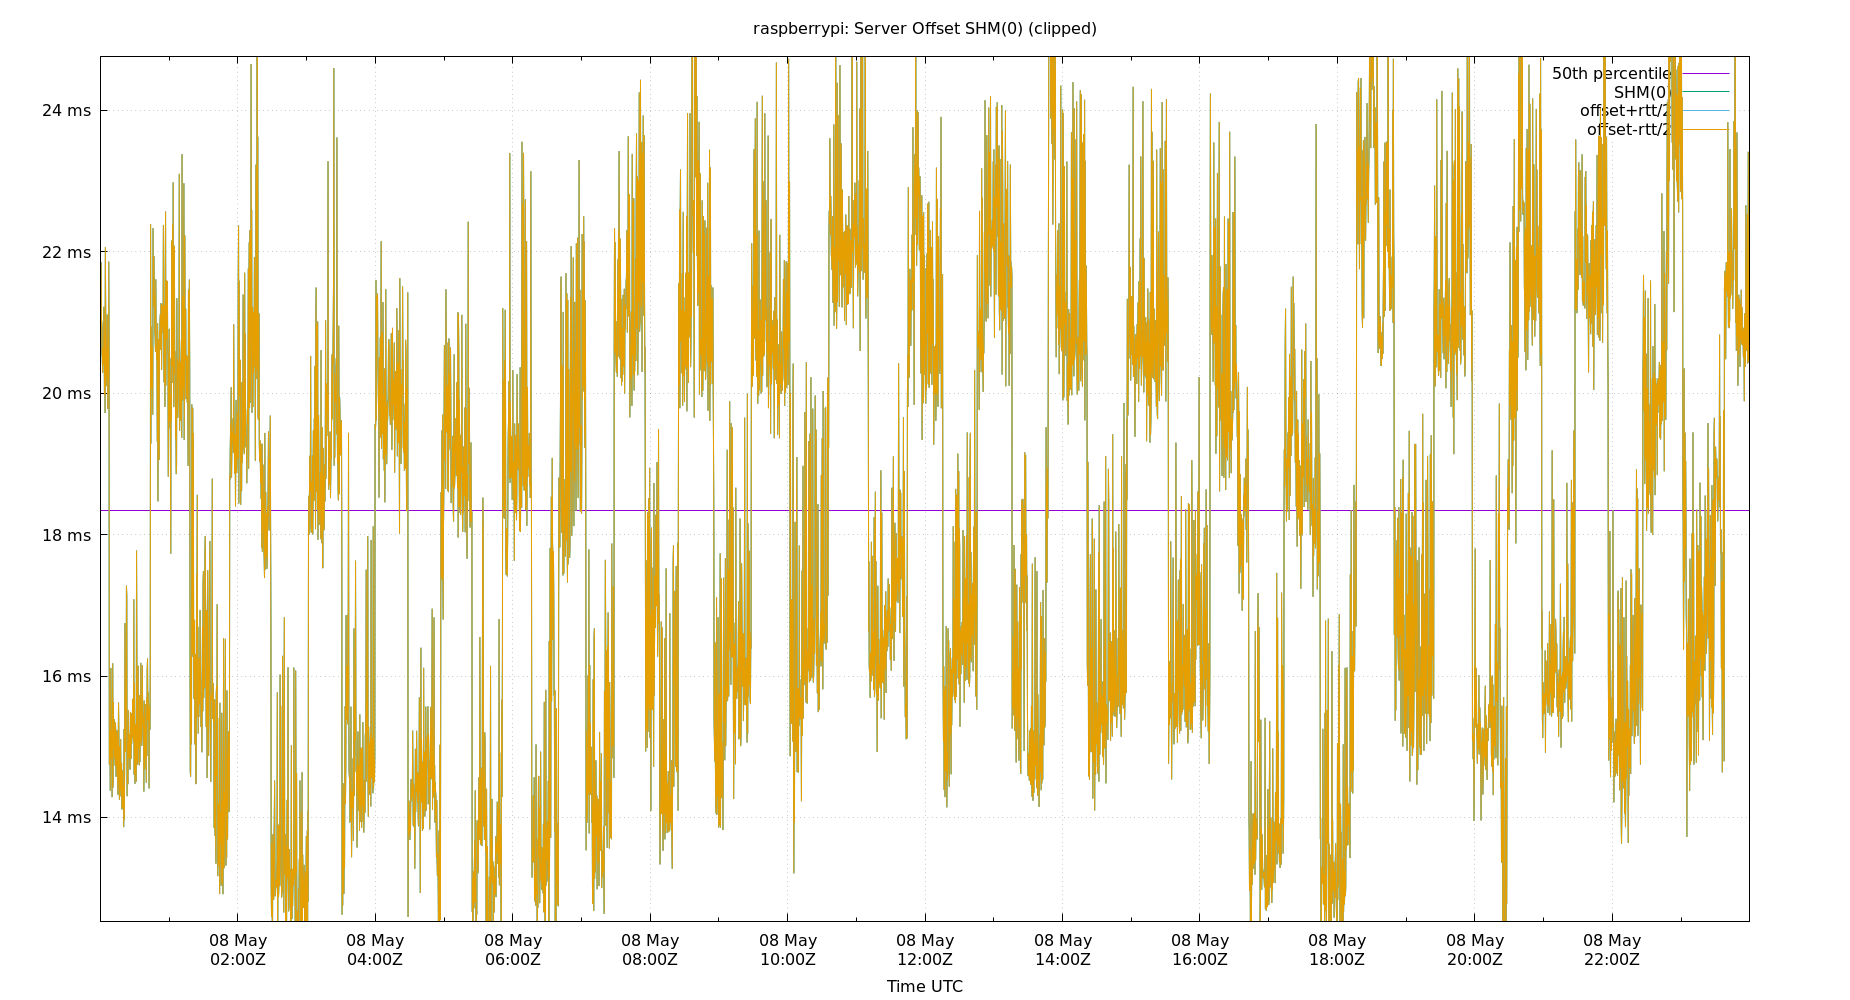 raspberrypi: Server Offset SHM(0) (clipped)
50th percentile
SHM(0)
offset+rtt/2
offset-rtt/2
24 ms
22 ms
20 ms
18 ms
16 ms
14 ms
08 May 08 May 08 May 08 May 08 May 08 May 08 May 08 May 08 May 08 May 08 May
02:00Z 04:00Z 06:00Z 08:00Z 10:00Z 12:00Z 14:00Z 16:00Z 18:00Z 20:00Z 22:00Z
Time UTC